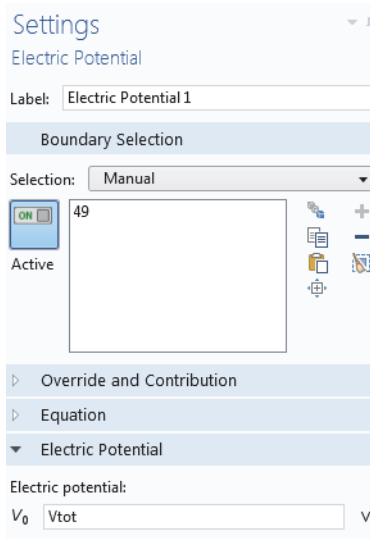 Settings
Electric Potential
Label: Electric Potential 1
Boundary Selection
Selection: Manual
ON 49
Active
Override and Contribution
Equation
Electric Potential
Electric potential:
V₀ Vtot V